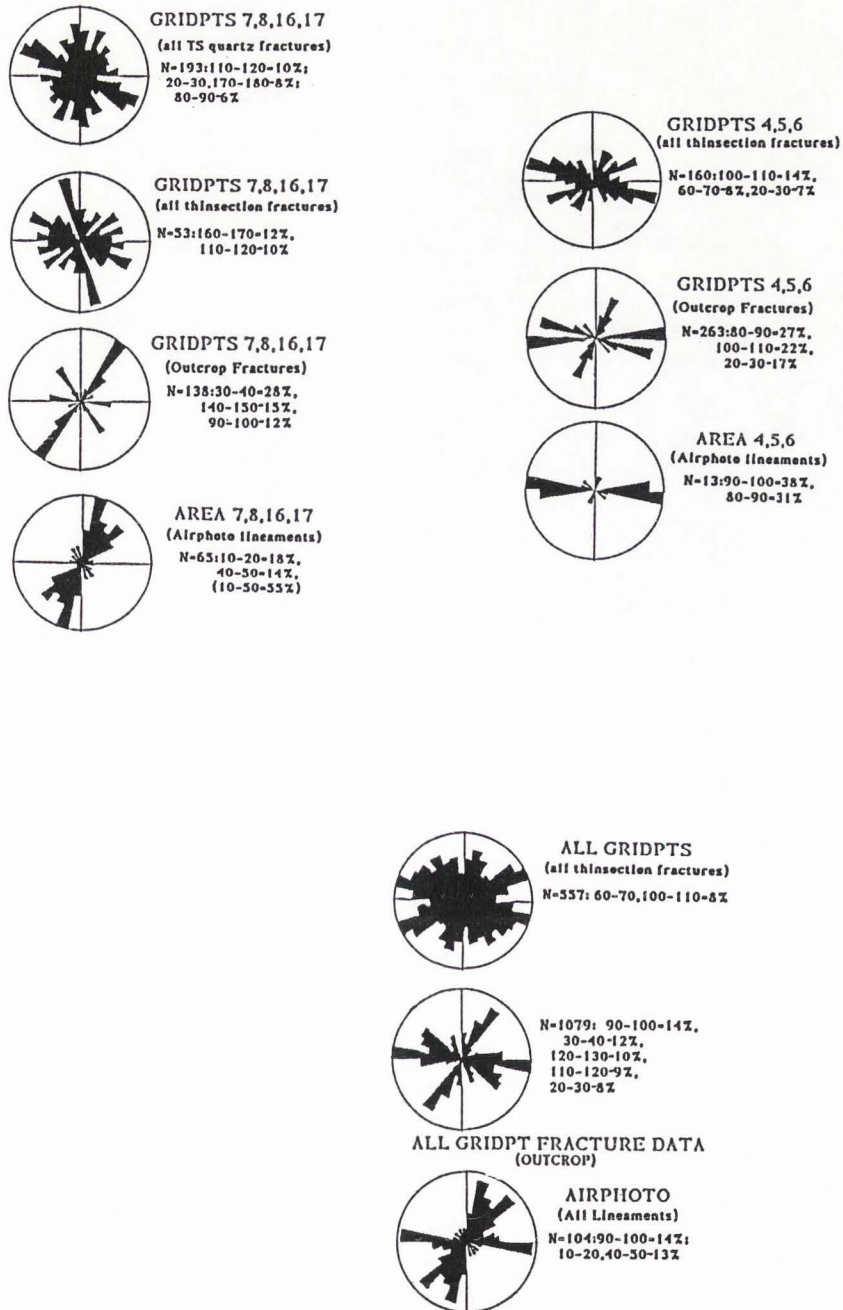 GRIDPTS 7,8,16,17
(all TS quartz fractures)
N=193:110-120=10%;
20-30,170-180-8%;
80-90-6%
GRIDPTS 7,8,16,17
(all thinsection fractures)
N=53:160-170=12%,
110-120-10%
GRIDPTS 7,8,16,17
(Outcrop Fractures)
N=138:30-40=28%,
140-150-15%,
90-100-12%
AREA 7,8,16,17
(Airphoto lineaments)
N=65:10-20=18%,
40-50=14%,
(10-50=55%)
GRIDPTS 4,5,6
(all thinsection fractures)
N=160:100-110=14%,
60-70-8%,20-30-7%
GRIDPTS 4,5,6
(Outcrop Fractures)
N=263:80-90=27%,
100-110=22%,
20-30-17%
AREA 4,5,6
(Airphoto lineaments)
N=13:90-100=38%,
80-90=31%
ALL GRIDPTS
(all thinsection fractures)
N=557: 60-70,100-110=8%
N=1079: 90-100=14%,
30-40-12%,
120-130-10%,
110-120-9%,
20-30-8%
ALL GRIDPT FRACTURE DATA
(OUTCROP)
AIRPHOTO
(All Lineaments)
N=104:90-100=14%;
10-20,40-50-13%